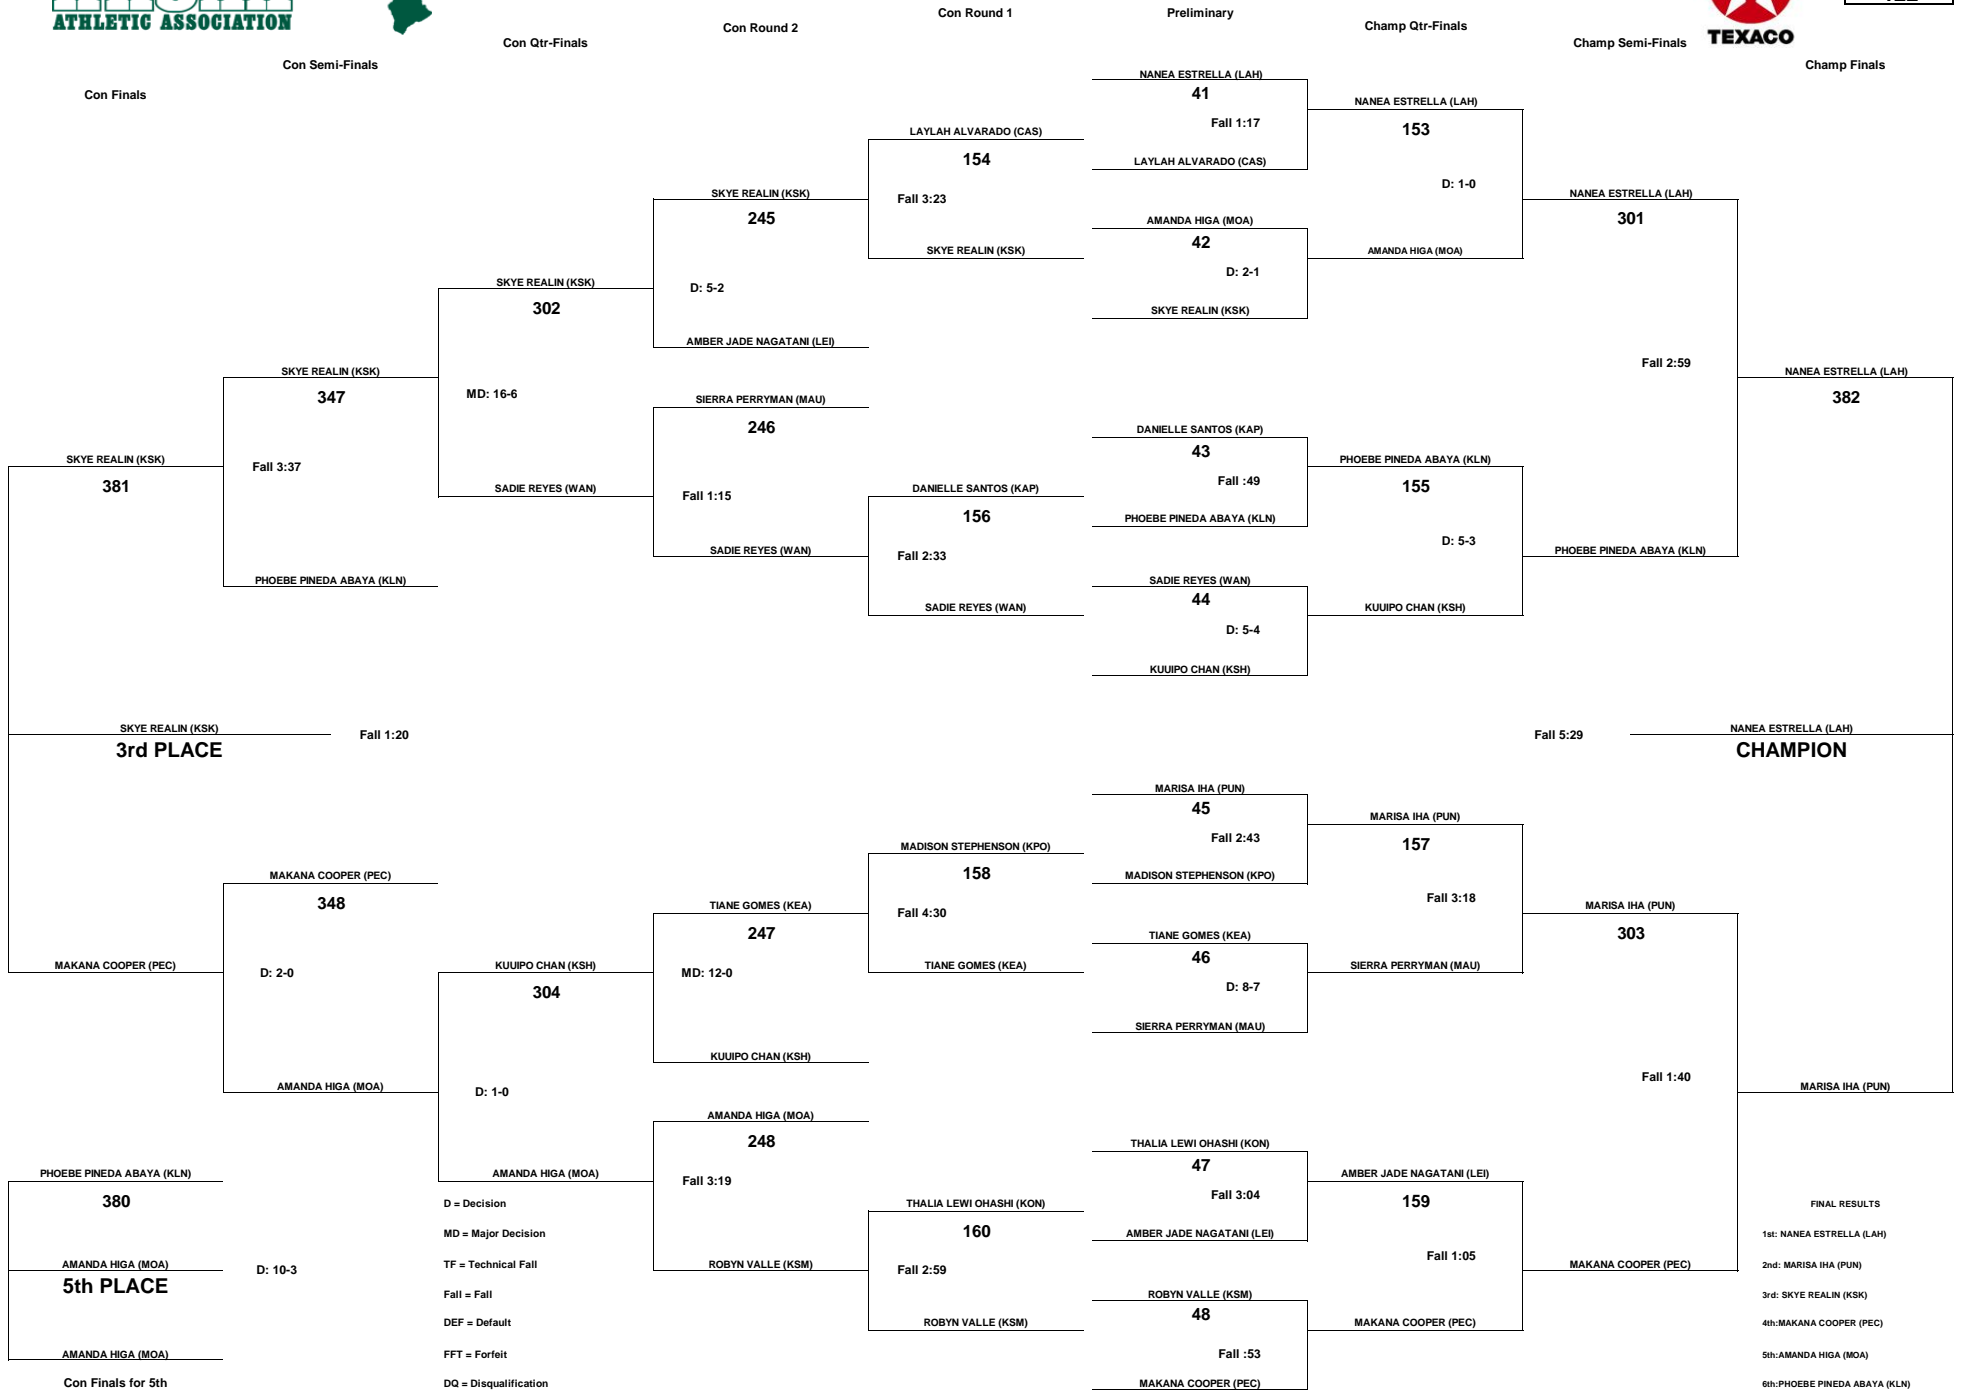 ATHLETIC ASSOCIATION
TEXACO
Con Finals
Con Semi-Finals
Con Qtr-Finals
Con Round 2
Con Round 1
Preliminary
Champ Qtr-Finals
Champ Semi-Finals
Champ Finals
NANEA ESTRELLA (LAH)
41
Fall 1:17
LAYLAH ALVARADO (CAS)
AMANDA HIGA (MOA)
42
D: 2-1
SKYE REALIN (KSK)
DANIELLE SANTOS (KAP)
43
Fall :49
PHOEBE PINEDA ABAYA (KLN)
SADIE REYES (WAN)
44
D: 5-4
KUUIPO CHAN (KSH)
MARISA IHA (PUN)
45
Fall 2:43
MADISON STEPHENSON (KPO)
TIANE GOMES (KEA)
46
D: 8-7
SIERRA PERRYMAN (MAU)
THALIA LEWI OHASHI (KON)
47
Fall 3:04
AMBER JADE NAGATANI (LEI)
ROBYN VALLE (KSM)
48
Fall :53
MAKANA COOPER (PEC)
NANEA ESTRELLA (LAH)
153
D: 1-0
AMANDA HIGA (MOA)
PHOEBE PINEDA ABAYA (KLN)
155
D: 5-3
KUUIPO CHAN (KSH)
MARISA IHA (PUN)
157
Fall 3:18
SIERRA PERRYMAN (MAU)
AMBER JADE NAGATANI (LEI)
159
Fall 1:05
MAKANA COOPER (PEC)
NANEA ESTRELLA (LAH)
301
Fall 2:59
PHOEBE PINEDA ABAYA (KLN)
MARISA IHA (PUN)
303
Fall 1:40
MAKANA COOPER (PEC)
NANEA ESTRELLA (LAH)
382
Fall 5:29
NANEA ESTRELLA (LAH)
CHAMPION
MARISA IHA (PUN)
LAYLAH ALVARADO (CAS)
154
Fall 3:23
SKYE REALIN (KSK)
DANIELLE SANTOS (KAP)
156
Fall 2:33
SADIE REYES (WAN)
MADISON STEPHENSON (KPO)
158
Fall 4:30
TIANE GOMES (KEA)
THALIA LEWI OHASHI (KON)
160
Fall 2:59
ROBYN VALLE (KSM)
SKYE REALIN (KSK)
245
D: 5-2
AMBER JADE NAGATANI (LEI)
SIERRA PERRYMAN (MAU)
246
Fall 1:15
SADIE REYES (WAN)
TIANE GOMES (KEA)
247
MD: 12-0
KUUIPO CHAN (KSH)
AMANDA HIGA (MOA)
248
Fall 3:19
ROBYN VALLE (KSM)
SKYE REALIN (KSK)
302
MD: 16-6
SADIE REYES (WAN)
KUUIPO CHAN (KSH)
304
D: 1-0
AMANDA HIGA (MOA)
SKYE REALIN (KSK)
347
Fall 3:37
PHOEBE PINEDA ABAYA (KLN)
MAKANA COOPER (PEC)
348
D: 2-0
AMANDA HIGA (MOA)
SKYE REALIN (KSK)
381
SKYE REALIN (KSK)
3rd PLACE
Fall 1:20
MAKANA COOPER (PEC)
PHOEBE PINEDA ABAYA (KLN)
380
AMANDA HIGA (MOA)
5th PLACE
D: 10-3
AMANDA HIGA (MOA)
Con Finals for 5th
D = Decision
MD = Major Decision
TF = Technical Fall
Fall = Fall
DEF = Default
FFT = Forfeit
DQ = Disqualification
FINAL RESULTS
1st: NANEA ESTRELLA (LAH)
2nd: MARISA IHA (PUN)
3rd: SKYE REALIN (KSK)
4th:MAKANA COOPER (PEC)
5th:AMANDA HIGA (MOA)
6th:PHOEBE PINEDA ABAYA (KLN)